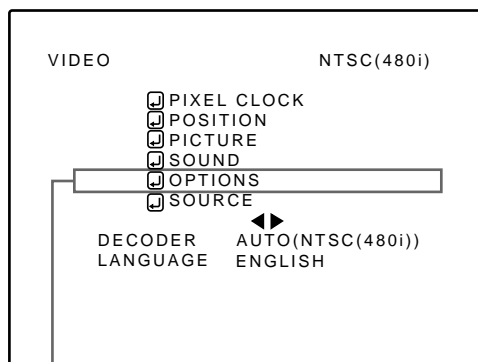 VIDEO NTSC(480i)
PIXEL CLOCK
POSITION
PICTURE
SOUND
OPTIONS
SOURCE
DECODER AUTO(NTSC(480i))
LANGUAGE ENGLISH